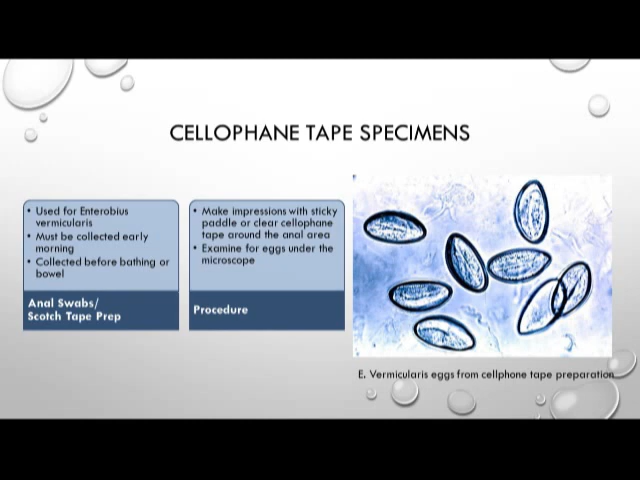 CELLOPHANE TAPE SPECIMENS
• Used for Enterobius
vermicularis
• Must be collected early
morning
• Collected before bathing or
bowel
Anal Swabs/
Scotch Tape Prep
• Make impressions with sticky
paddle or clear cellophane
tape around the anal area
• Examine for eggs under the
microscope
Procedure
E. Vermicularis eggs from cellphone tape preparation